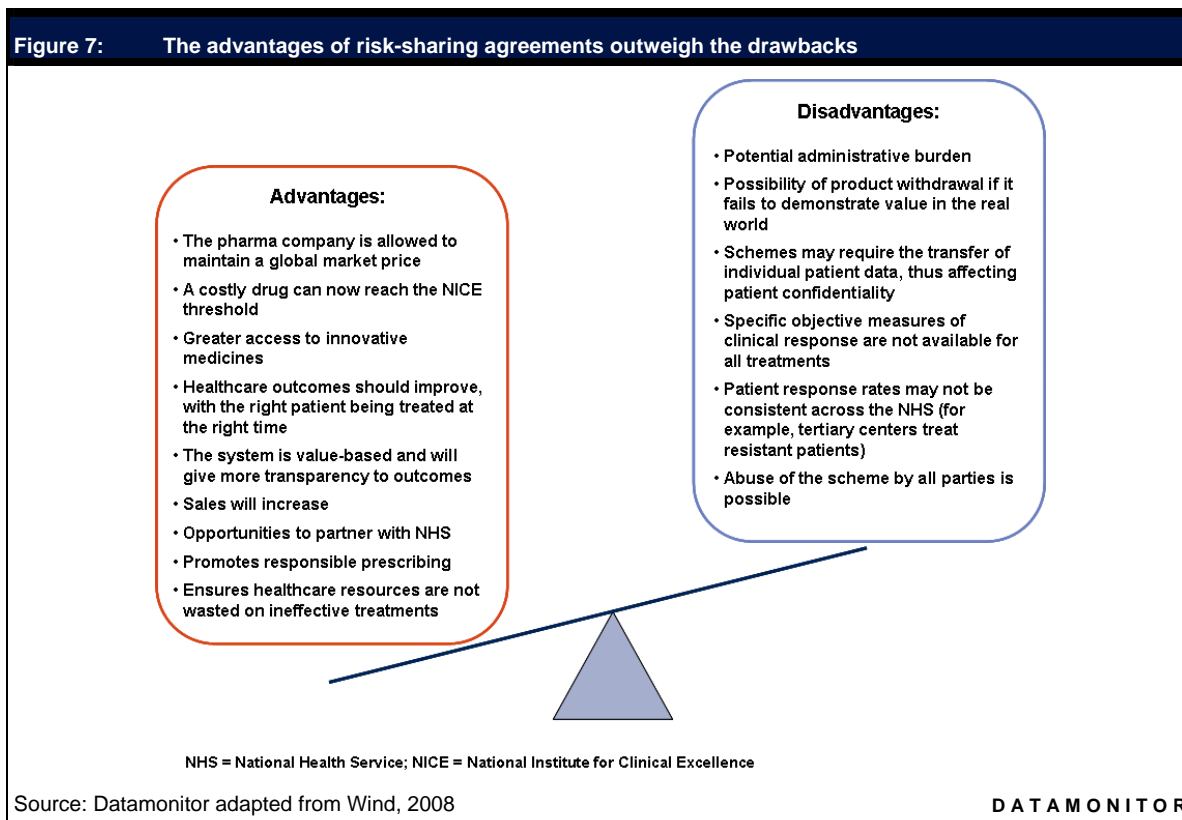 Figure 7: The advantages of risk-sharing agreements outweigh the drawbacks
Advantages:
• The pharma company is allowed to
maintain a global market price
• A costly drug can now reach the NICE
threshold
• Greater access to innovative
medicines
• Healthcare outcomes should improve,
with the right patient being treated at
the right time
• The system is value-based and will
give more transparency to outcomes
• Sales will increase
• Opportunities to partner with NHS
• Promotes responsible prescribing
• Ensures healthcare resources are not
wasted on ineffective treatments
Disadvantages:
• Potential administrative burden
• Possibility of product withdrawal if it
fails to demonstrate value in the real
world
• Schemes may require the transfer of
individual patient data, thus affecting
patient confidentiality
• Specific objective measures of
clinical response are not available for
all treatments
• Patient response rates may not be
consistent across the NHS (for
example, tertiary centers treat
resistant patients)
• Abuse of the scheme by all parties is
possible
NHS = National Health Service; NICE = National Institute for Clinical Excellence
Source: Datamonitor adapted from Wind, 2008
DATAMONITOR